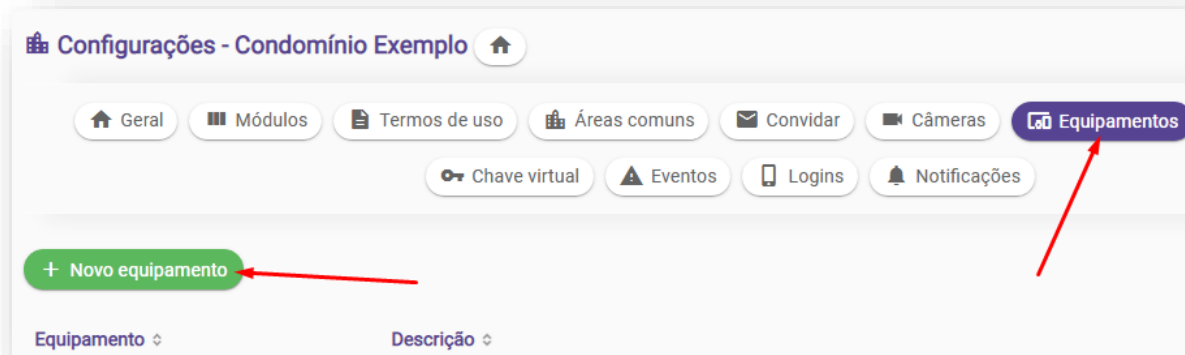 Configurações - Condomínio Exemplo
Geral Módulos Termos de uso Áreas comuns Convidar Câmeras Equipamentos
Chave virtual Eventos Logins Notificações
+ Novo equipamento
Equipamento Descrição